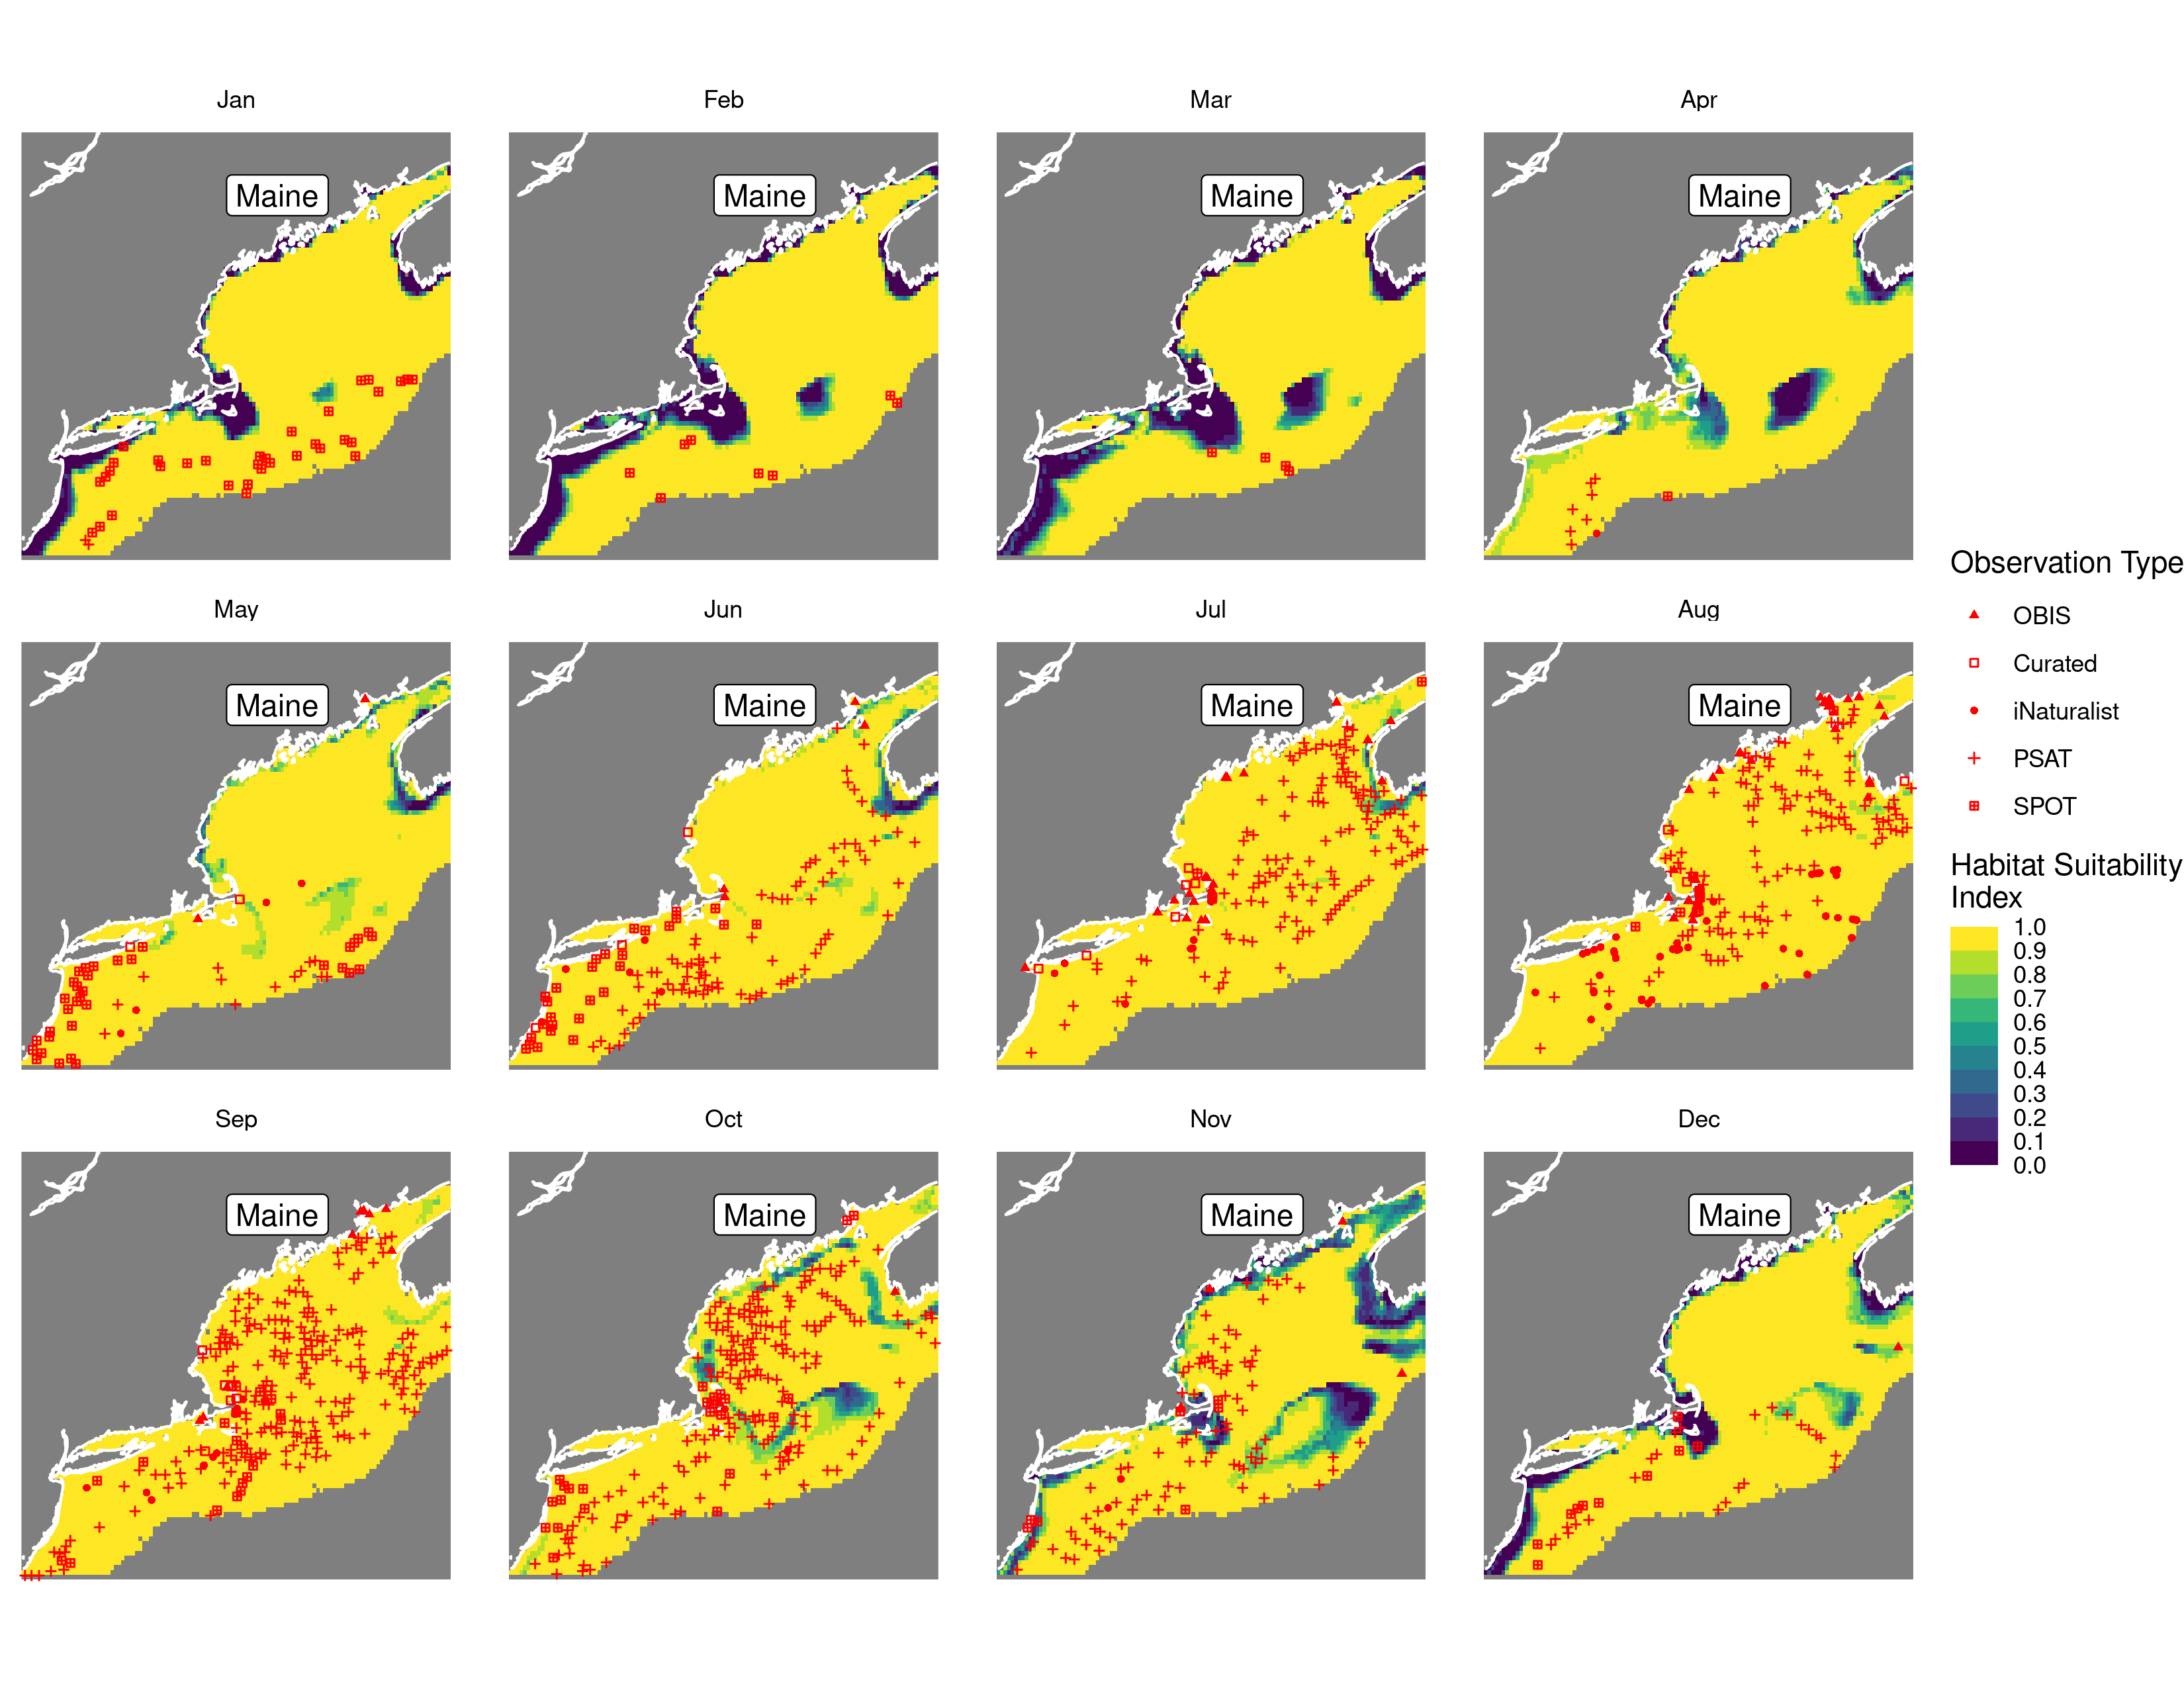 Jan
Feb
Mar
Apr
Maine
Maine
Maine
Maine
May
Jun
Jul
Aug
Maine
Maine
Maine
Maine
Sep
Oct
Nov
Dec
Maine
Maine
Maine
Maine
Observation Type
OBIS
Curated
iNaturalist
PSAT
SPOT
Habitat Suitability
Index
1.0
0.9
0.8
0.7
0.6
0.5
0.4
0.3
0.2
0.1
0.0